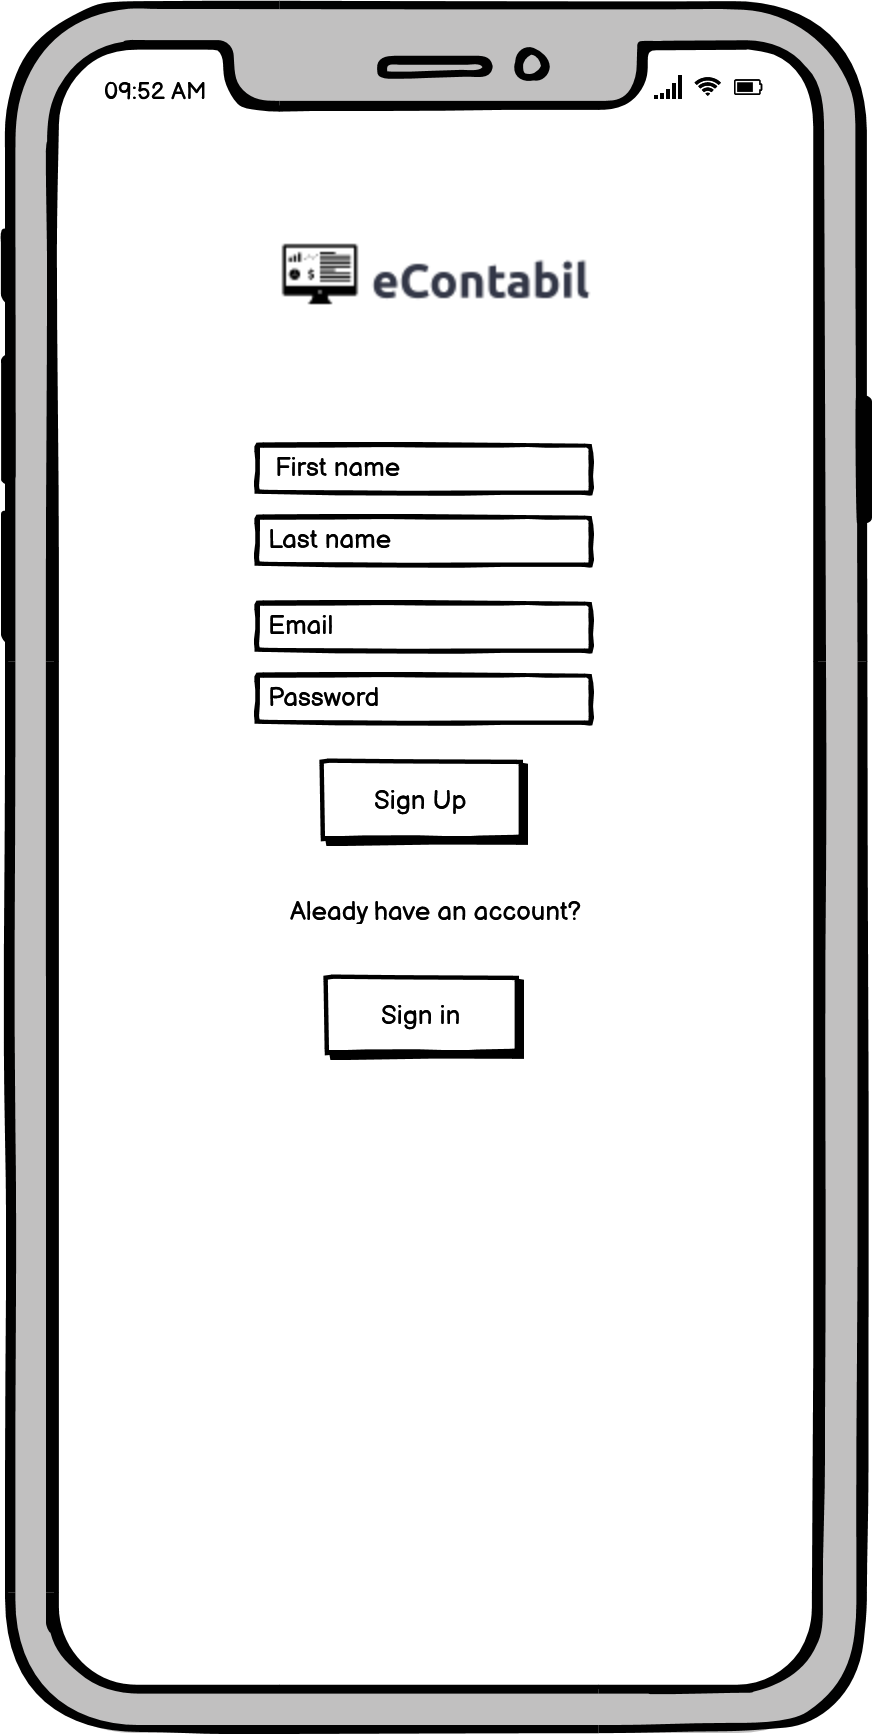 09:52 AM
eContabil
First name
Last name
Email
Password
Sign Up
Aleady have an account?
Sign in